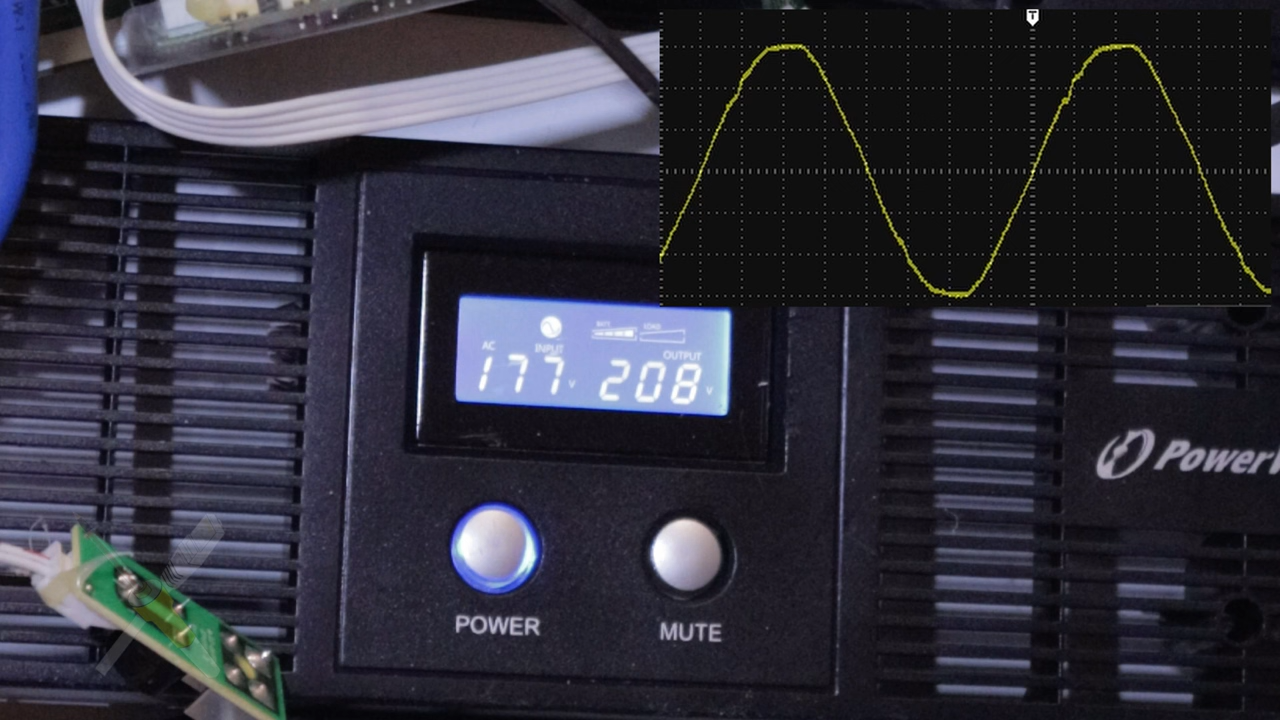 T
BATT. LOAD
AC INPUT OUTPUT
177 V 208 V
Power
POWER MUTE